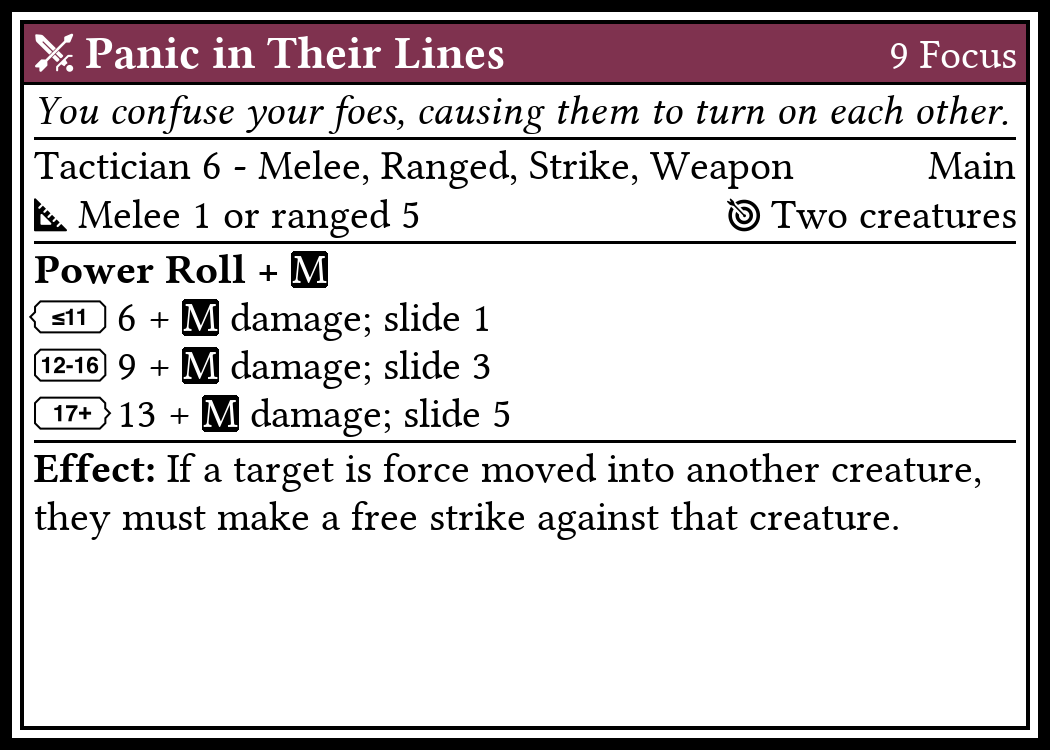 Panic in Their Lines 9 Focus
You confuse your foes, causing them to turn on each other.
Tactician 6 - Melee, Ranged, Strike, Weapon Main
Melee 1 or ranged 5 Two creatures
Power Roll + M
≤11 6 + M damage; slide 1
12-16 9 + M damage; slide 3
17+ 13 + M damage; slide 5
Effect: If a target is force moved into another creature,
they must make a free strike against that creature.